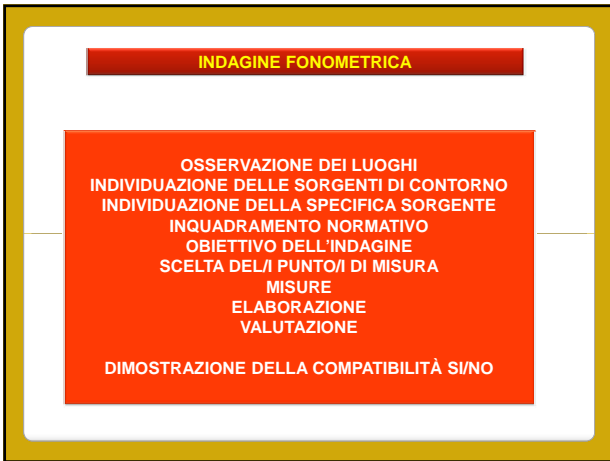 INDAGINE FONOMETRICA
OSSERVAZIONE DEI LUOGHI
INDIVIDUAZIONE DELLE SORGENTI DI CONTORNO
INDIVIDUAZIONE DELLA SPECIFICA SORGENTE
INQUADRAMENTO NORMATIVO
OBIETTIVO DELL'INDAGINE
SCELTA DEL/I PUNTO/I DI MISURA
MISURE
ELABORAZIONE
VALUTAZIONE
DIMOSTRAZIONE DELLA COMPATIBILITÀ SI/NO